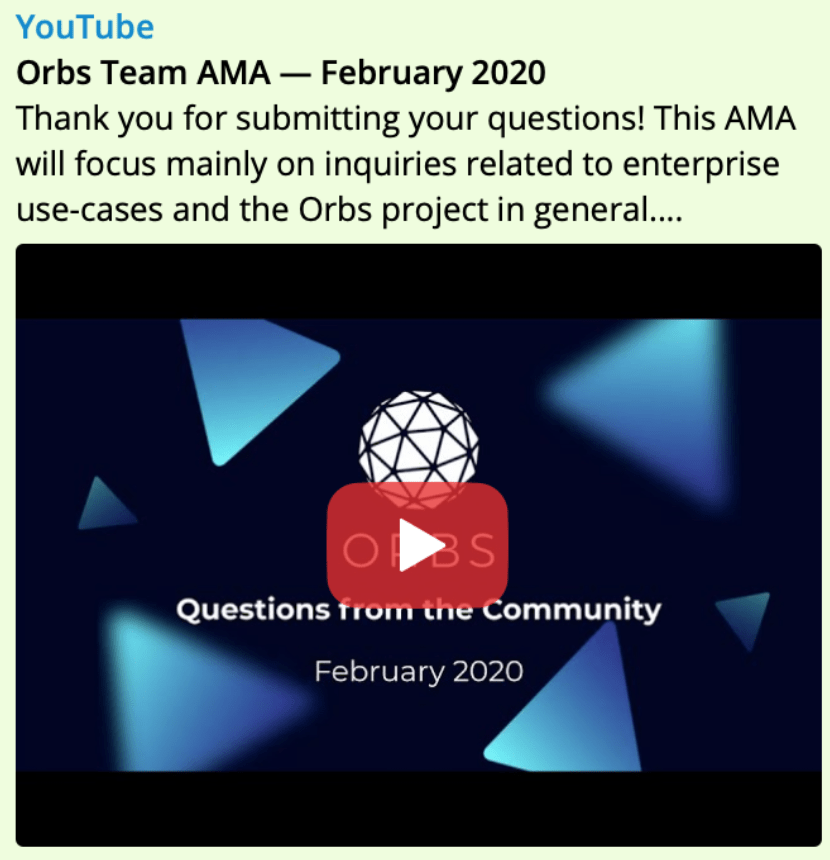 YouTube
Orbs Team AMA — February 2020
Thank you for submitting your questions! This AMA
will focus mainly on inquiries related to enterprise
use-cases and the Orbs project in general....
ORBS
Questions from the Community
February 2020